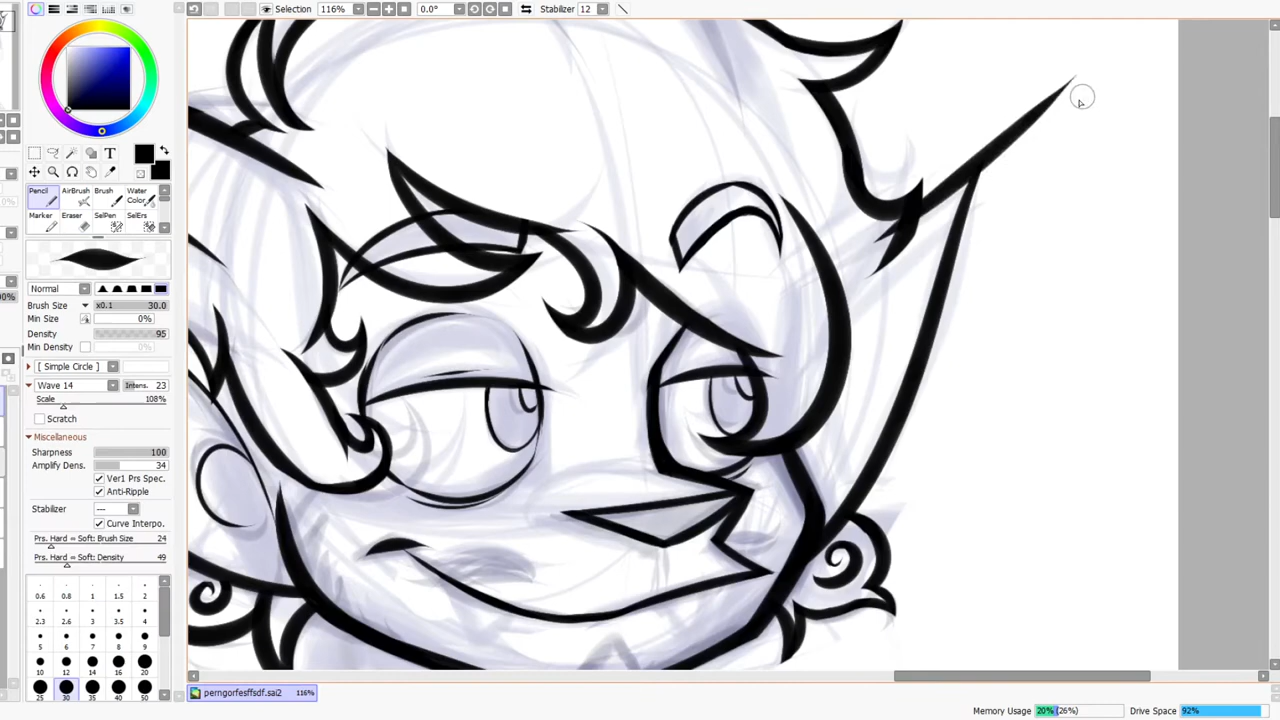 Selection 116% 0.0° Stabilizer 12
T
Pencil AirBrush Brush Water Color
Marker Eraser SelPen SelErs
Normal
Brush Size x0.1 30.0
Min Size 0%
Density 95
Min Density 0%
[ Simple Circle ]
Wave 14 Intens. 23
Scale 108%
Scratch
Miscellaneous
Sharpness 100
Amplify Dens. 34
Ver1 Prs Spec.
Anti-Ripple
Stabilizer ---
Curve Interpo.
Prs. Hard ⇔ Soft: Brush Size 24
Prs. Hard ⇔ Soft: Density 49
0.6 0.8 1 1.5 2
2.3 2.6 3 3.5 4
5 6 7 8 9
10 12 14 16 20
25 30 35 40 50
perngorfesffsdf.sai2 116%
Memory Usage 20% (26%) Drive Space 92%